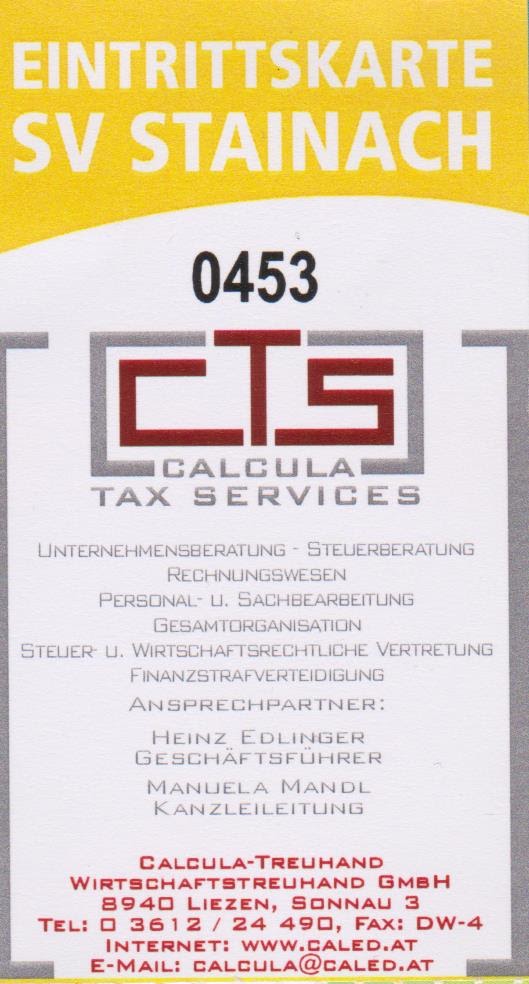 EINTRITTSKARTE
SV STAINACH
0453
CTS
CALCULA
TAX SERVICES
UNTERNEHMENSBERATUNG - STEUERBERATUNG
RECHNUNGSWESEN
PERSONAL- U. SACHBEARBEITUNG
GESAMTORGANISATION
STEUER- U. WIRTSCHAFTSRECHTLICHE VERTRETUNG
FINANZSTRAFVERTEIDIGUNG
ANSPRECHPARTNER:
HEINZ EDLINGER
GESCHÄFTSFÜHRER
MANUELA MANDL
KANZLEILEITUNG
CALCULA-TREUHAND
WIRTSCHAFTSTREUHAND GMBH
8940 LIEZEN, SONNAU 3
TEL: 0 3612 / 24 490, FAX: DW-4
INTERNET: WWW.CALED.AT
E-MAIL: CALCULA@CALED.AT